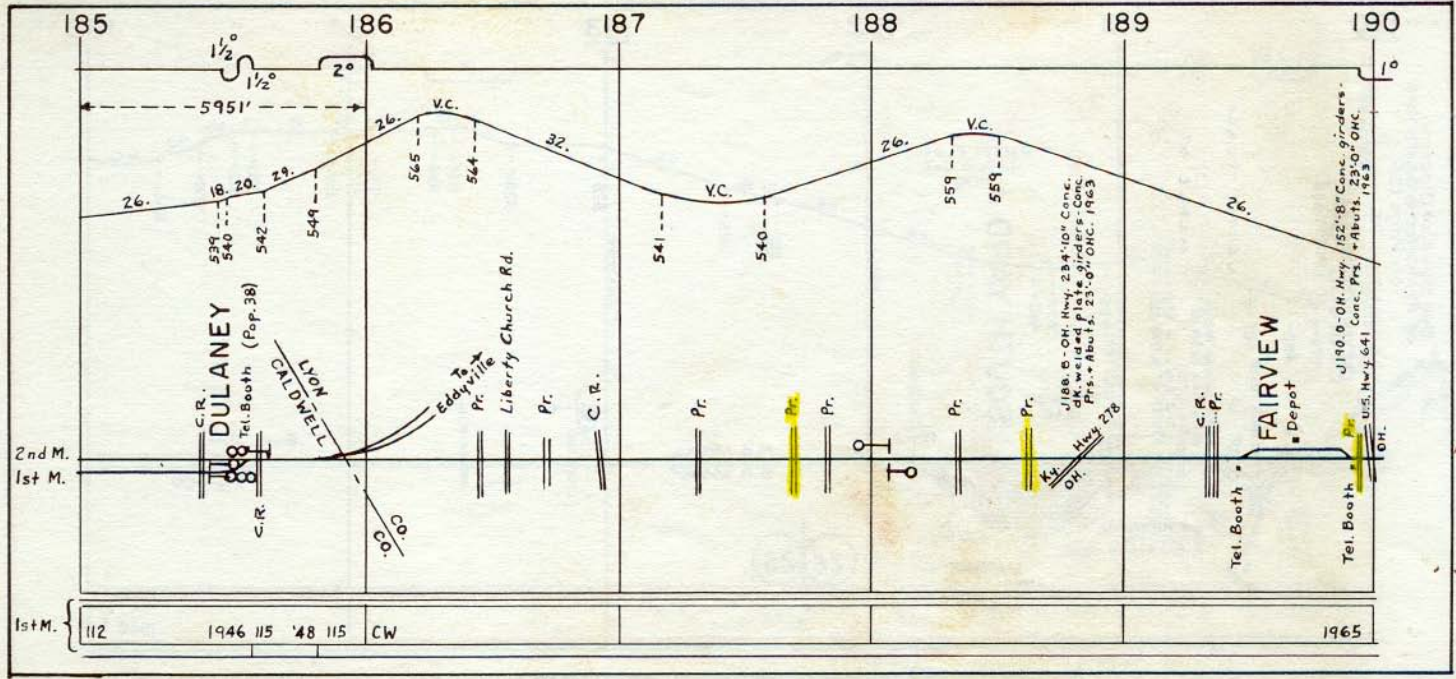 185 186 187 188 189 190
1½°
1½°
2°
1°
5951'
26.
18.
20.
29.
26.
V.C.
32.
V.C.
26.
V.C.
26.
539
540
542
549
565
564
541
540
559
559
C.R.
DULANEY
Tel. Booth (Pop. 38)
C.R.
LYON
CALDWELL
CO.
CO.
To
Eddyville
Pr.
Liberty Church Rd.
Pr.
C.R.
Pr.
Pr.
Pr.
Pr.
Pr.
J188.8-OH. Hwy. 284'-10" Conc.
dk. welded plate girders-Conc.
Prs. + Abuts. 23'-0" OHC. 1963
Ky. Hwy. 278
OH.
C.R.
Pr.
FAIRVIEW
Depot
Tel. Booth
Tel. Booth
J190.0-OH. Hwy. 152'-8" Conc. girders-
Conc. Prs. + Abuts. 23'-0" OHC.
1963
Pr.
U.S. Hwy 641
OH.
2nd M.
1st M.
1st M.
112 1946 115 '48 115 CW 1965